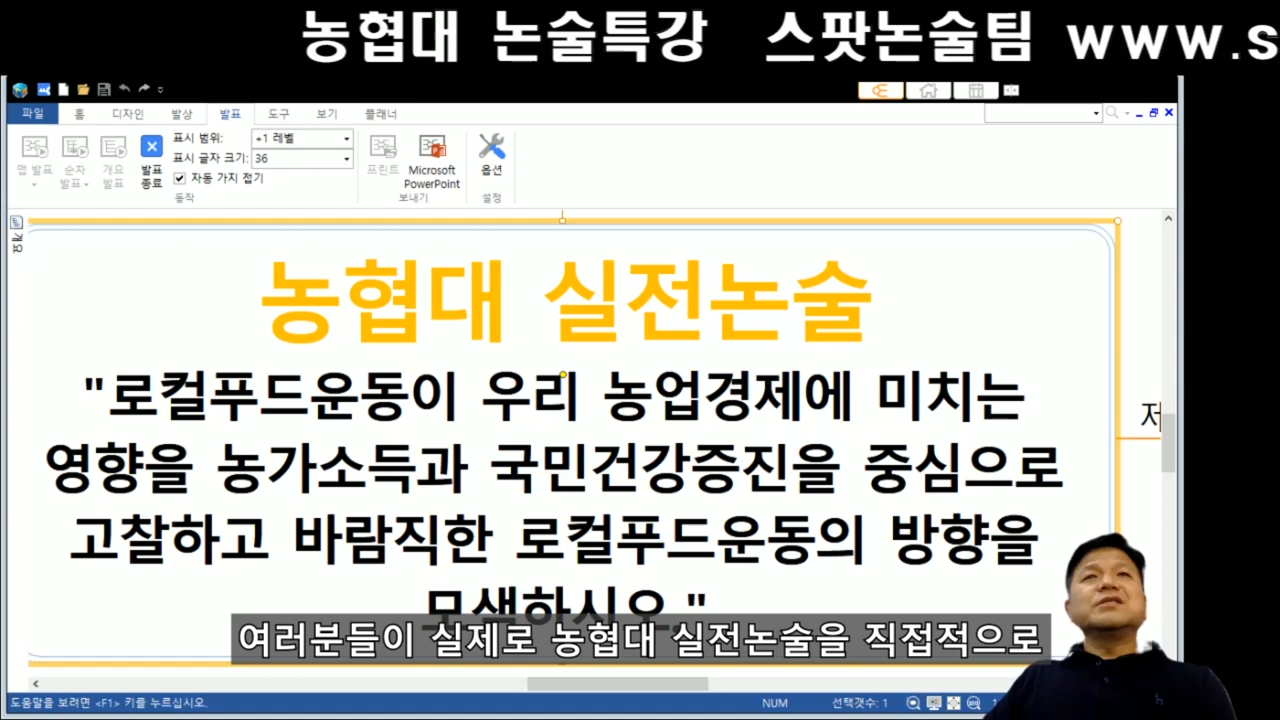 농협대 논술특강 스팟논술팀 www.s
파일 홈 디자인 발상 발표 도구 보기 플래너
맵 발표 순차 발표 개요 발표 발표 종료
표시 범위: +1 레벨
표시 글자 크기: 36
자동 가지 접기
동작
프린트 Microsoft PowerPoint
보내기
옵션
설정
개요
농협대 실전논술
"로컬푸드운동이 우리 농업경제에 미치는
영향을 농가소득과 국민건강증진을 중심으로
고찰하고 바람직한 로컬푸드운동의 방향을
모색하시오."
여러분들이 실제로 농협대 실전논술을 직접적으로
도움말을 보려면 <F1> 키를 누르십시오.
NUM 선택갯수: 1